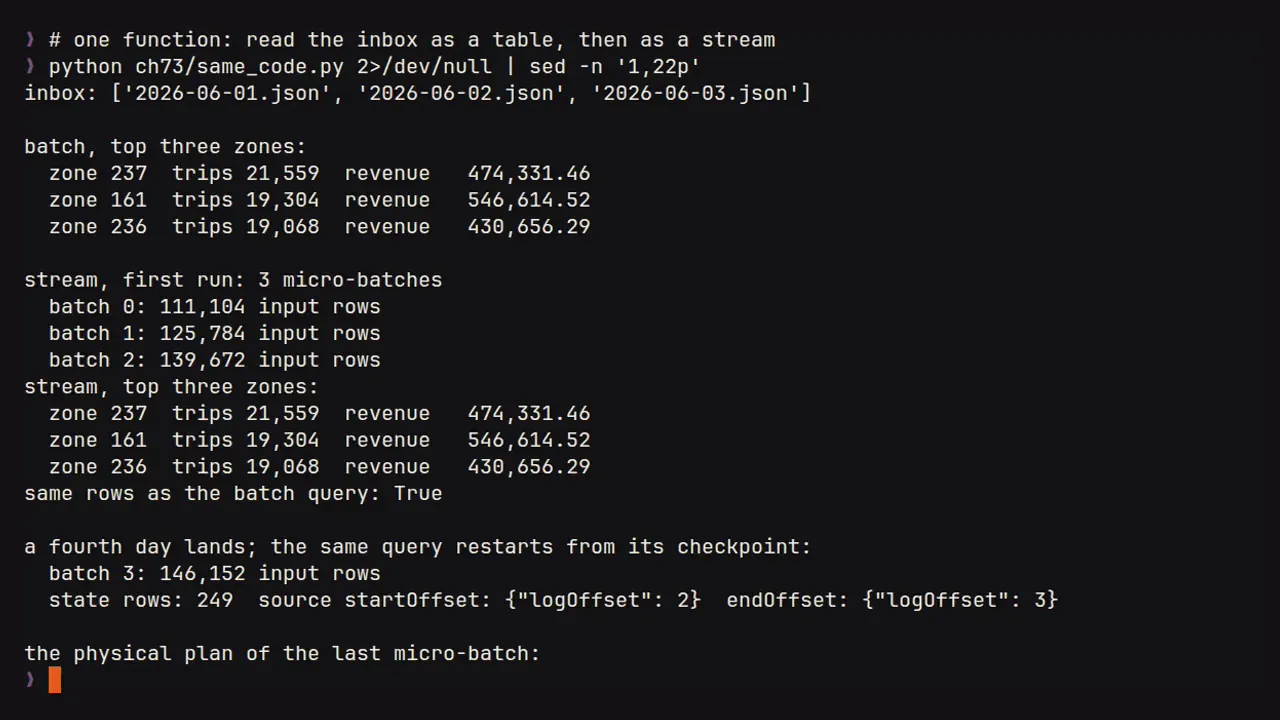 ❯ # one function: read the inbox as a table, then as a stream
❯ python ch73/same_code.py 2>/dev/null | sed -n '1,22p'
inbox: ['2026-06-01.json', '2026-06-02.json', '2026-06-03.json']
batch, top three zones:
  zone 237  trips 21,559  revenue   474,331.46
  zone 161  trips 19,304  revenue   546,614.52
  zone 236  trips 19,068  revenue   430,656.29
stream, first run: 3 micro-batches
  batch 0: 111,104 input rows
  batch 1: 125,784 input rows
  batch 2: 139,672 input rows
stream, top three zones:
  zone 237  trips 21,559  revenue   474,331.46
  zone 161  trips 19,304  revenue   546,614.52
  zone 236  trips 19,068  revenue   430,656.29
same rows as the batch query: True
a fourth day lands; the same query restarts from its checkpoint:
  batch 3: 146,152 input rows
  state rows: 249  source startOffset: {"logOffset": 2}  endOffset: {"logOffset": 3}
the physical plan of the last micro-batch:
❯